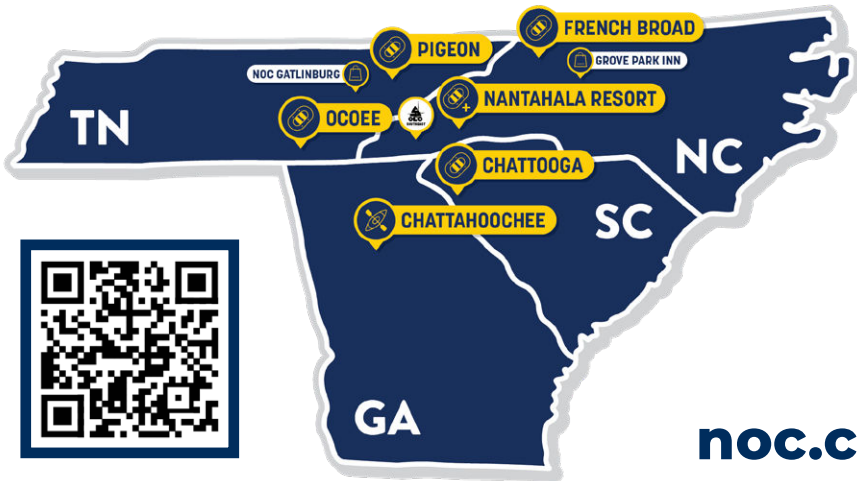 FRENCH BROAD
PIGEON
GROVE PARK INN
NOC GATLINBURG
NANTAHALA RESORT
OCOEE
TN
CHATTOOGA
NC
CHATTAHOOCHEE
SC
GA
noc.c